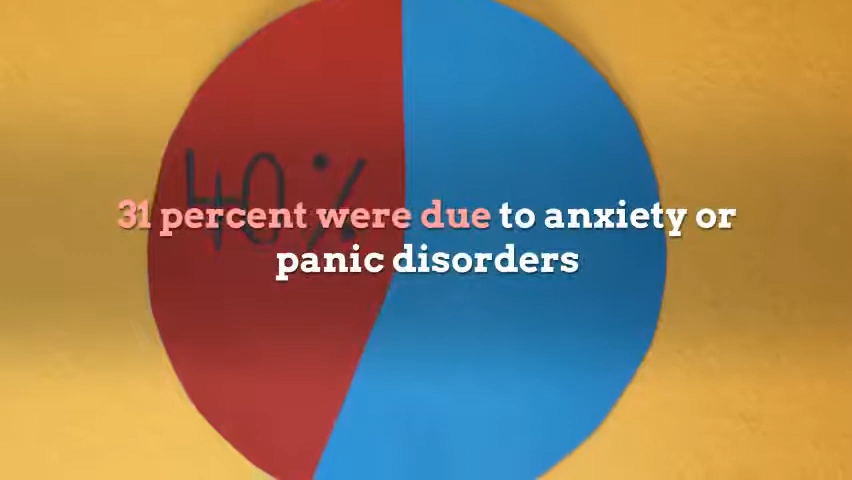 40%
31 percent were due to anxiety or
panic disorders